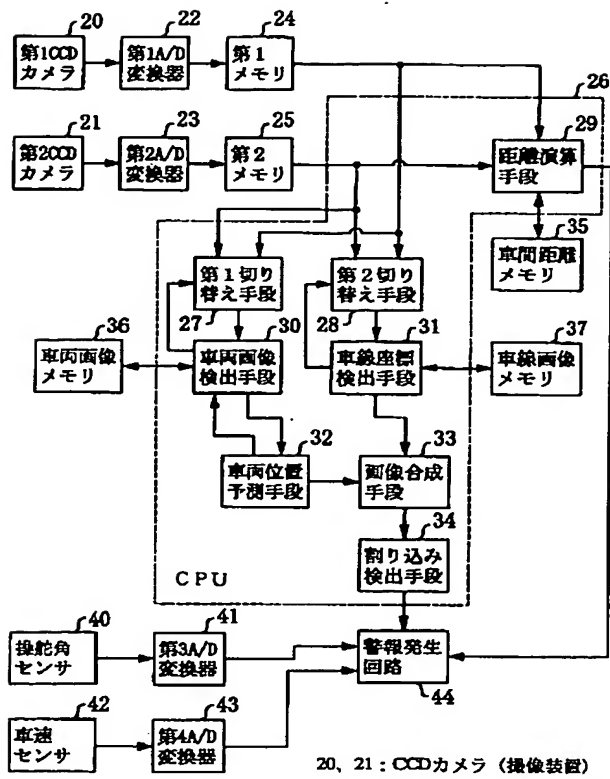 20
22
24
第1CCD
カメラ
第1A/D
変換器
第1
メモリ
26
21
23
25
29
第2CCD
カメラ
第2A/D
変換器
第2
メモリ
距離演算
手段
35
車間距離
メモリ
第1切り
替え手段
第2切り
替え手段
27
30
28
31
36
37
車両画像
メモリ
車両画像
検出手段
車線座標
検出手段
車線画像
メモリ
32
33
車両位置
予測手段
画像合成
手段
34
割り込み
検出手段
CPU
40
41
操舵角
センサ
第3A/D
変換器
警報発生
回路
44
42
43
車速
センサ
第4A/D
変換器
20、21:CCDカメラ(撮像装置)